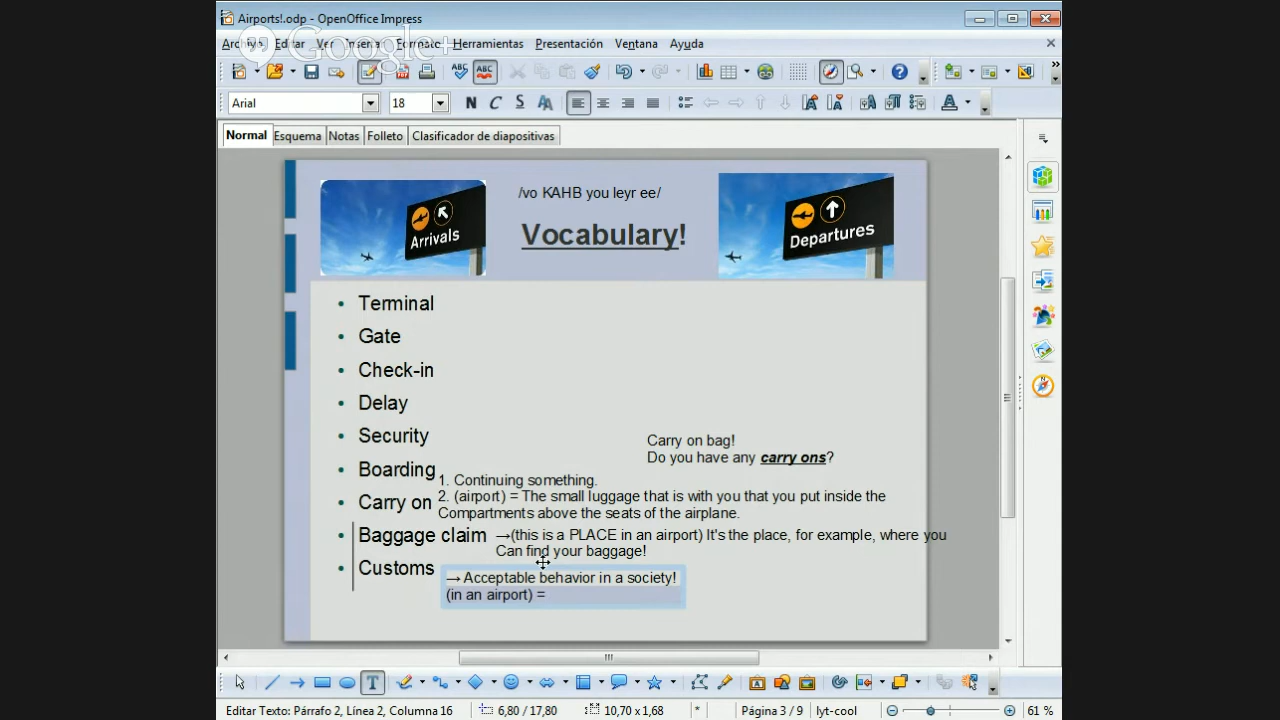 Airports!.odp - OpenOffice Impress
Archivo Editar Ver Insertar Formato Herramientas Presentación Ventana Ayuda
Google+
Arial 18 N C S A
Normal Esquema Notas Folleto Clasificador de diapositivas
/vo KAHB you leyr ee/
Arrivals
Vocabulary!
Departures
• Terminal
• Gate
• Check-in
• Delay
• Security
Carry on bag!
Do you have any carry ons?
• Boarding
1. Continuing something.
• Carry on
2. (airport) = The small luggage that is with you that you put inside the
Compartments above the seats of the airplane.
• Baggage claim
→(this is a PLACE in an airport) It's the place, for example, where you
Can find your baggage!
• Customs
→ Acceptable behavior in a society!
(in an airport) =
Editar Texto: Párrafo 2, Línea 2, Columna 16 6,80 / 17,80 10,70 x 1,68 * Página 3 / 9 lyt-cool 61 %